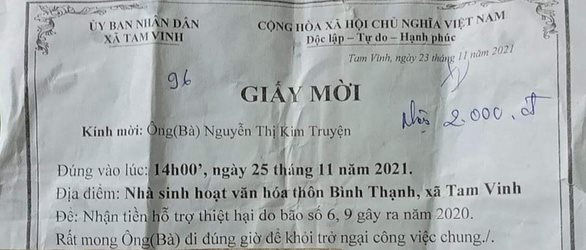 ỦY BAN NHÂN DÂN
XÃ TAM VINH
CỘNG HÒA XÃ HỘI CHỦ NGHĨA VIỆT NAM
Độc lập – Tự do – Hạnh phúc
Tam Vinh, ngày 23 tháng 11 năm 2021
96
GIẤY MỜI
Nhận 2.000.đ
Kính mời: Ông(Bà) Nguyễn Thị Kim Truyện
Đúng vào lúc: 14h00’, ngày 25 tháng 11 năm 2021.
Địa điểm: Nhà sinh hoạt văn hóa thôn Bình Thạnh, xã Tam Vinh
Đề: Nhận tiền hỗ trợ thiệt hại do bão số 6, 9 gây ra năm 2020.
Rất mong Ông(Bà) đi đúng giờ để khỏi trở ngại công việc chung./.